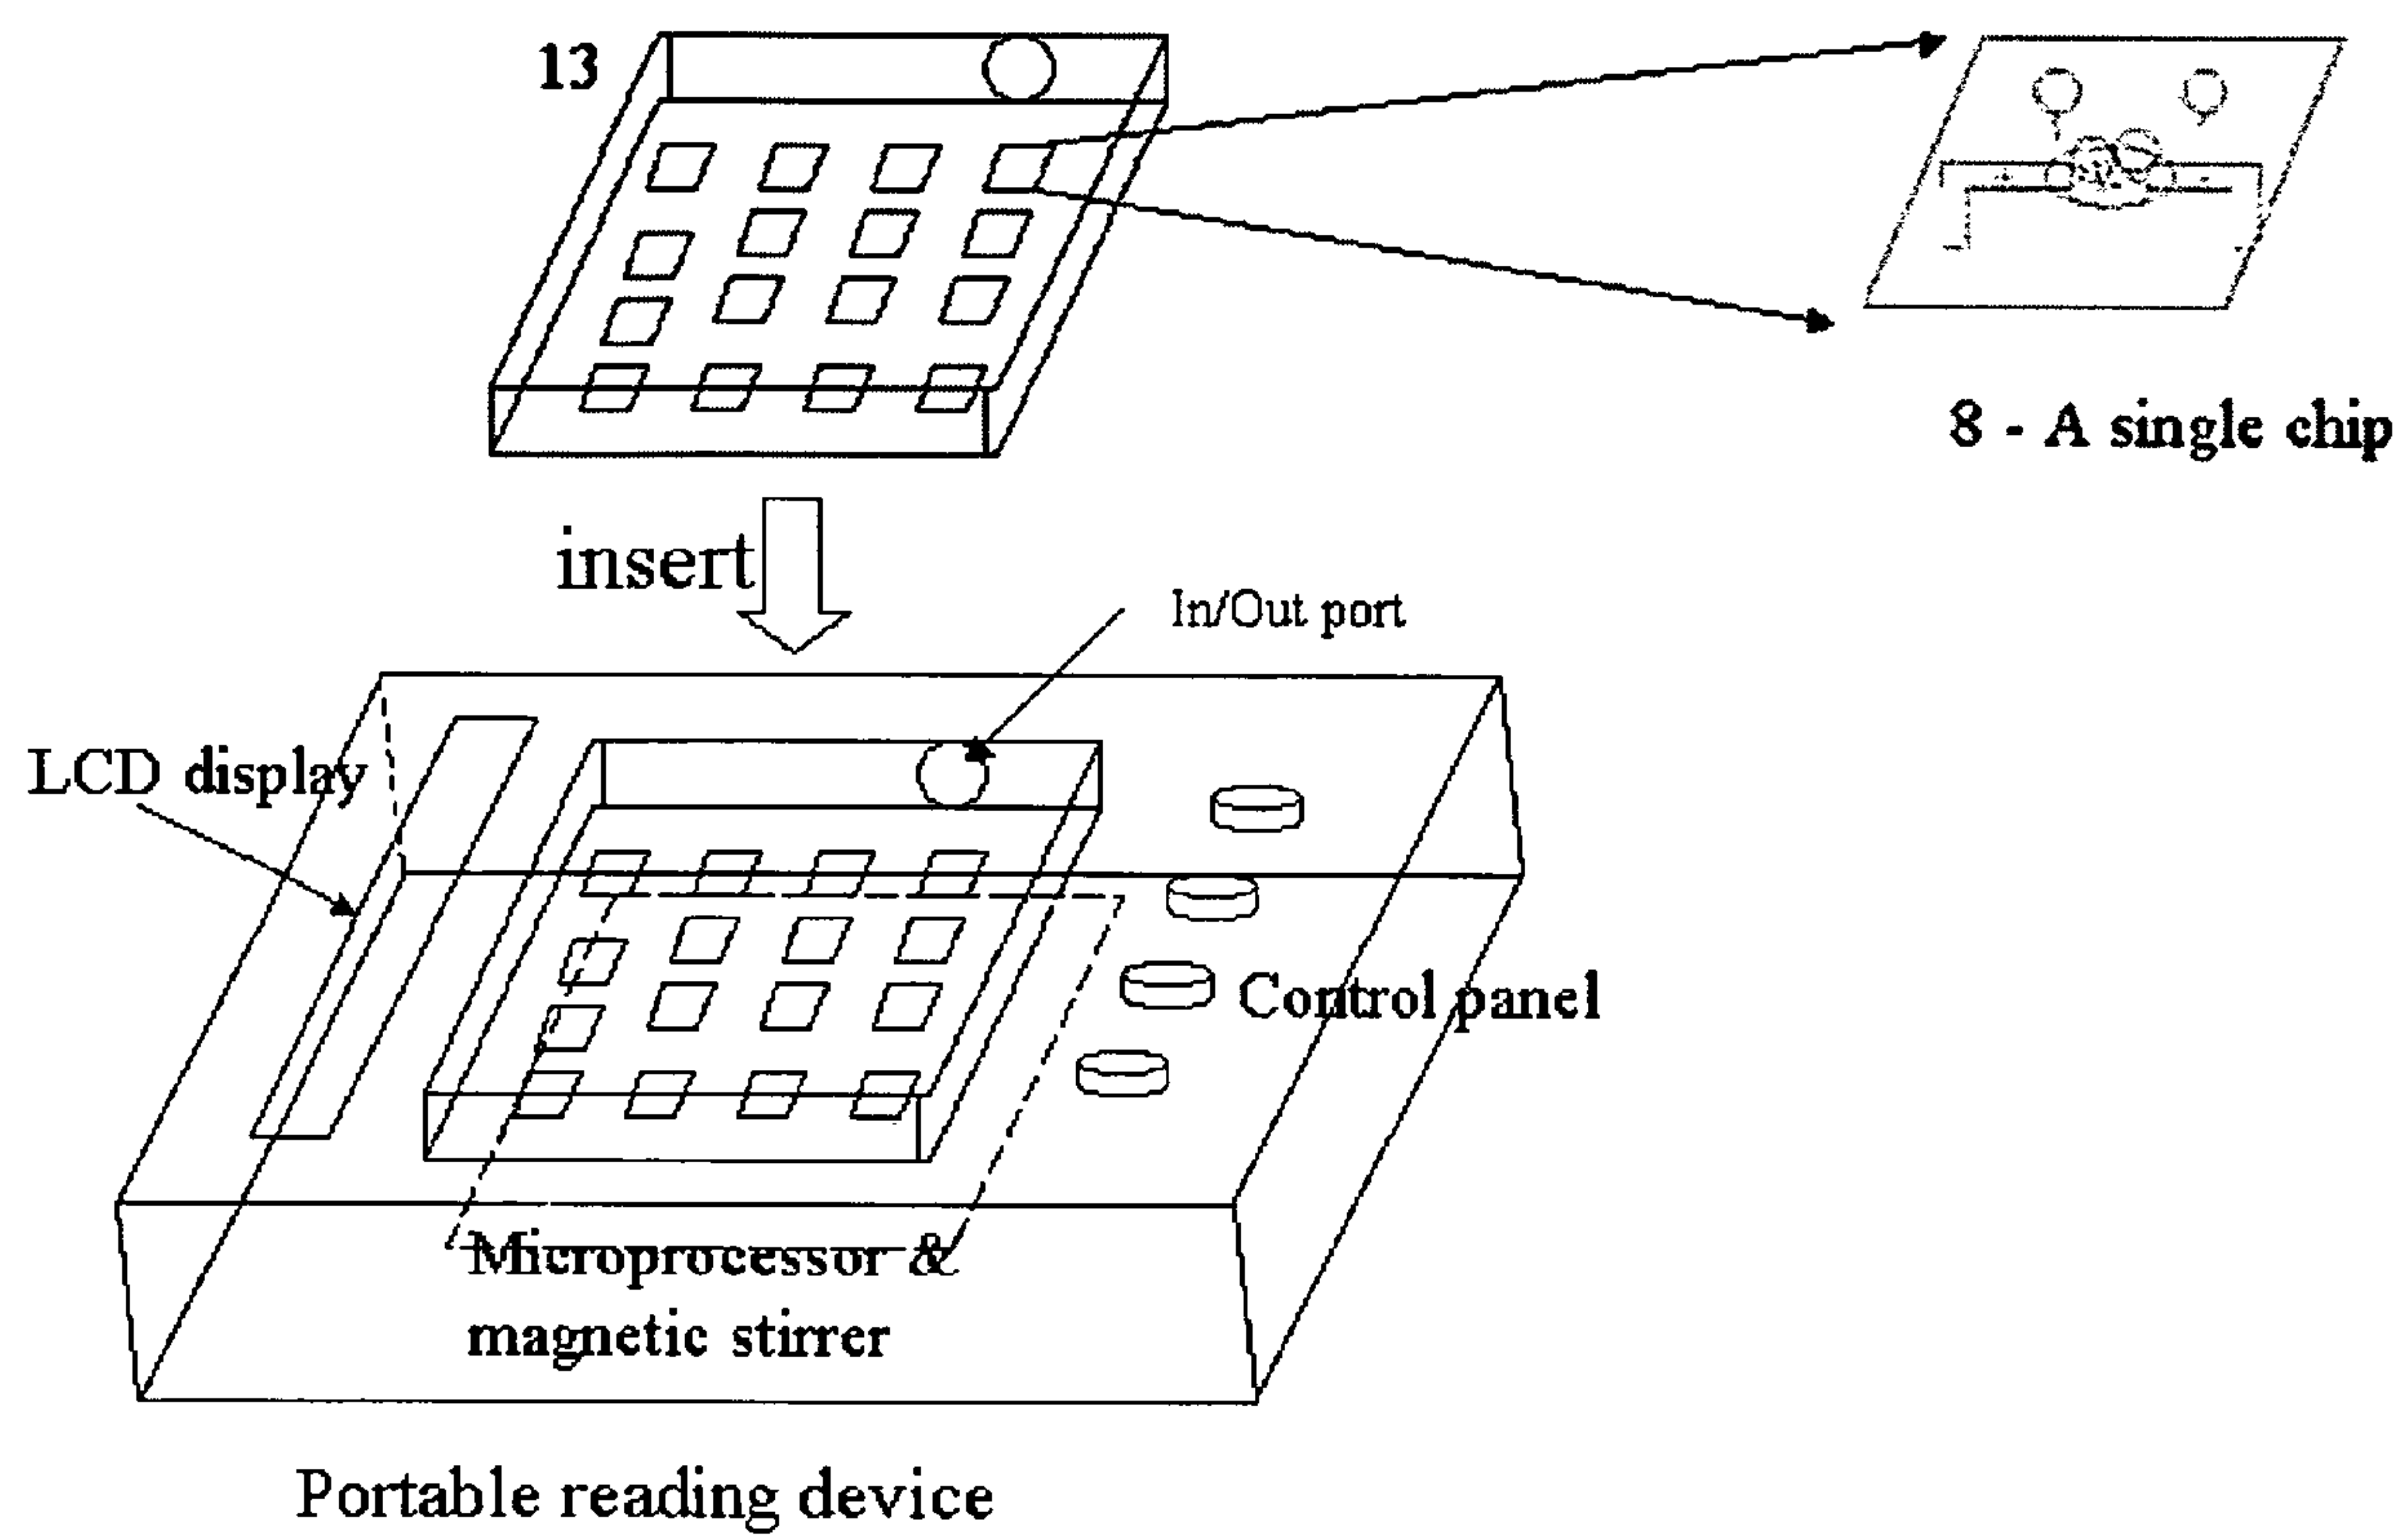 13
8 - A single chip
insert
In/Out port
LCD display
Control panel
Microprocessor &
magnetic stirrer
Portable reading device